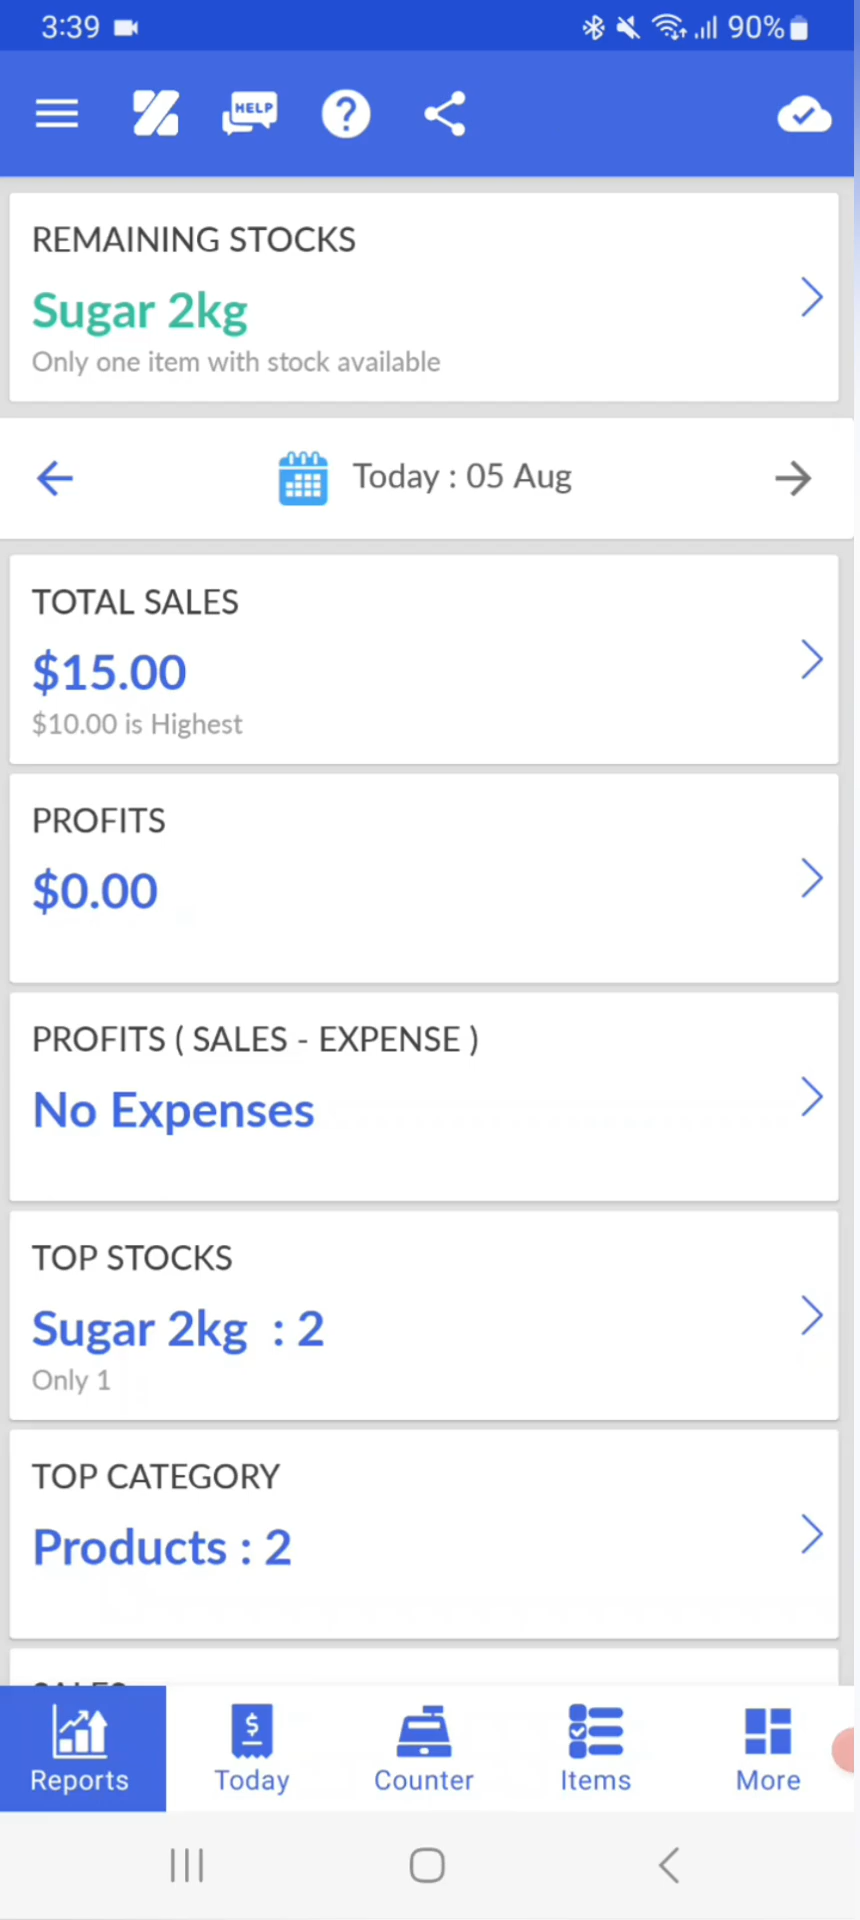 3:39
90%
HELP
REMAINING STOCKS
Sugar 2kg
Only one item with stock available
Today : 05 Aug
TOTAL SALES
$15.00
$10.00 is Highest
PROFITS
$0.00
PROFITS ( SALES - EXPENSE )
No Expenses
TOP STOCKS
Sugar 2kg : 2
Only 1
TOP CATEGORY
Products : 2
Reports
Today
Counter
Items
More